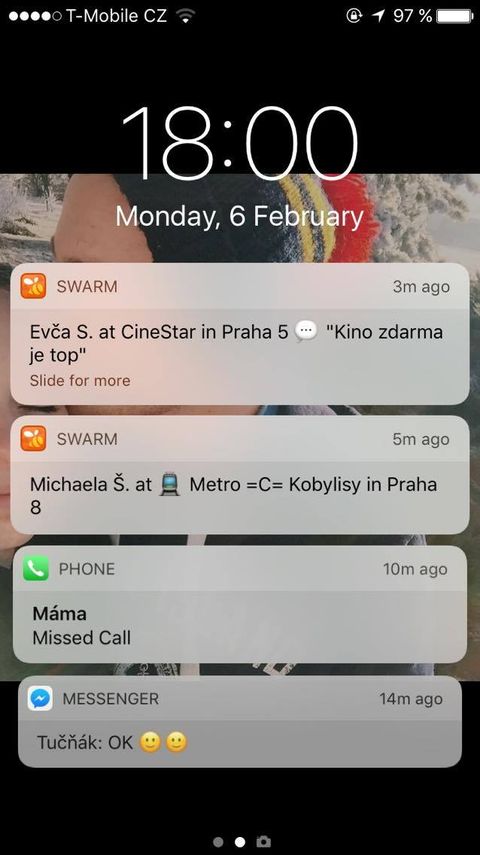 T-Mobile CZ 97 %
18:00
Monday, 6 February
SWARM 3m ago
Evča S. at CineStar in Praha 5 💬 "Kino zdarma
je top"
Slide for more
SWARM 5m ago
Michaela Š. at 🚇 Metro =C= Kobylisy in Praha
8
PHONE 10m ago
Máma
Missed Call
MESSENGER 14m ago
Tučňák: OK 🙂🙂